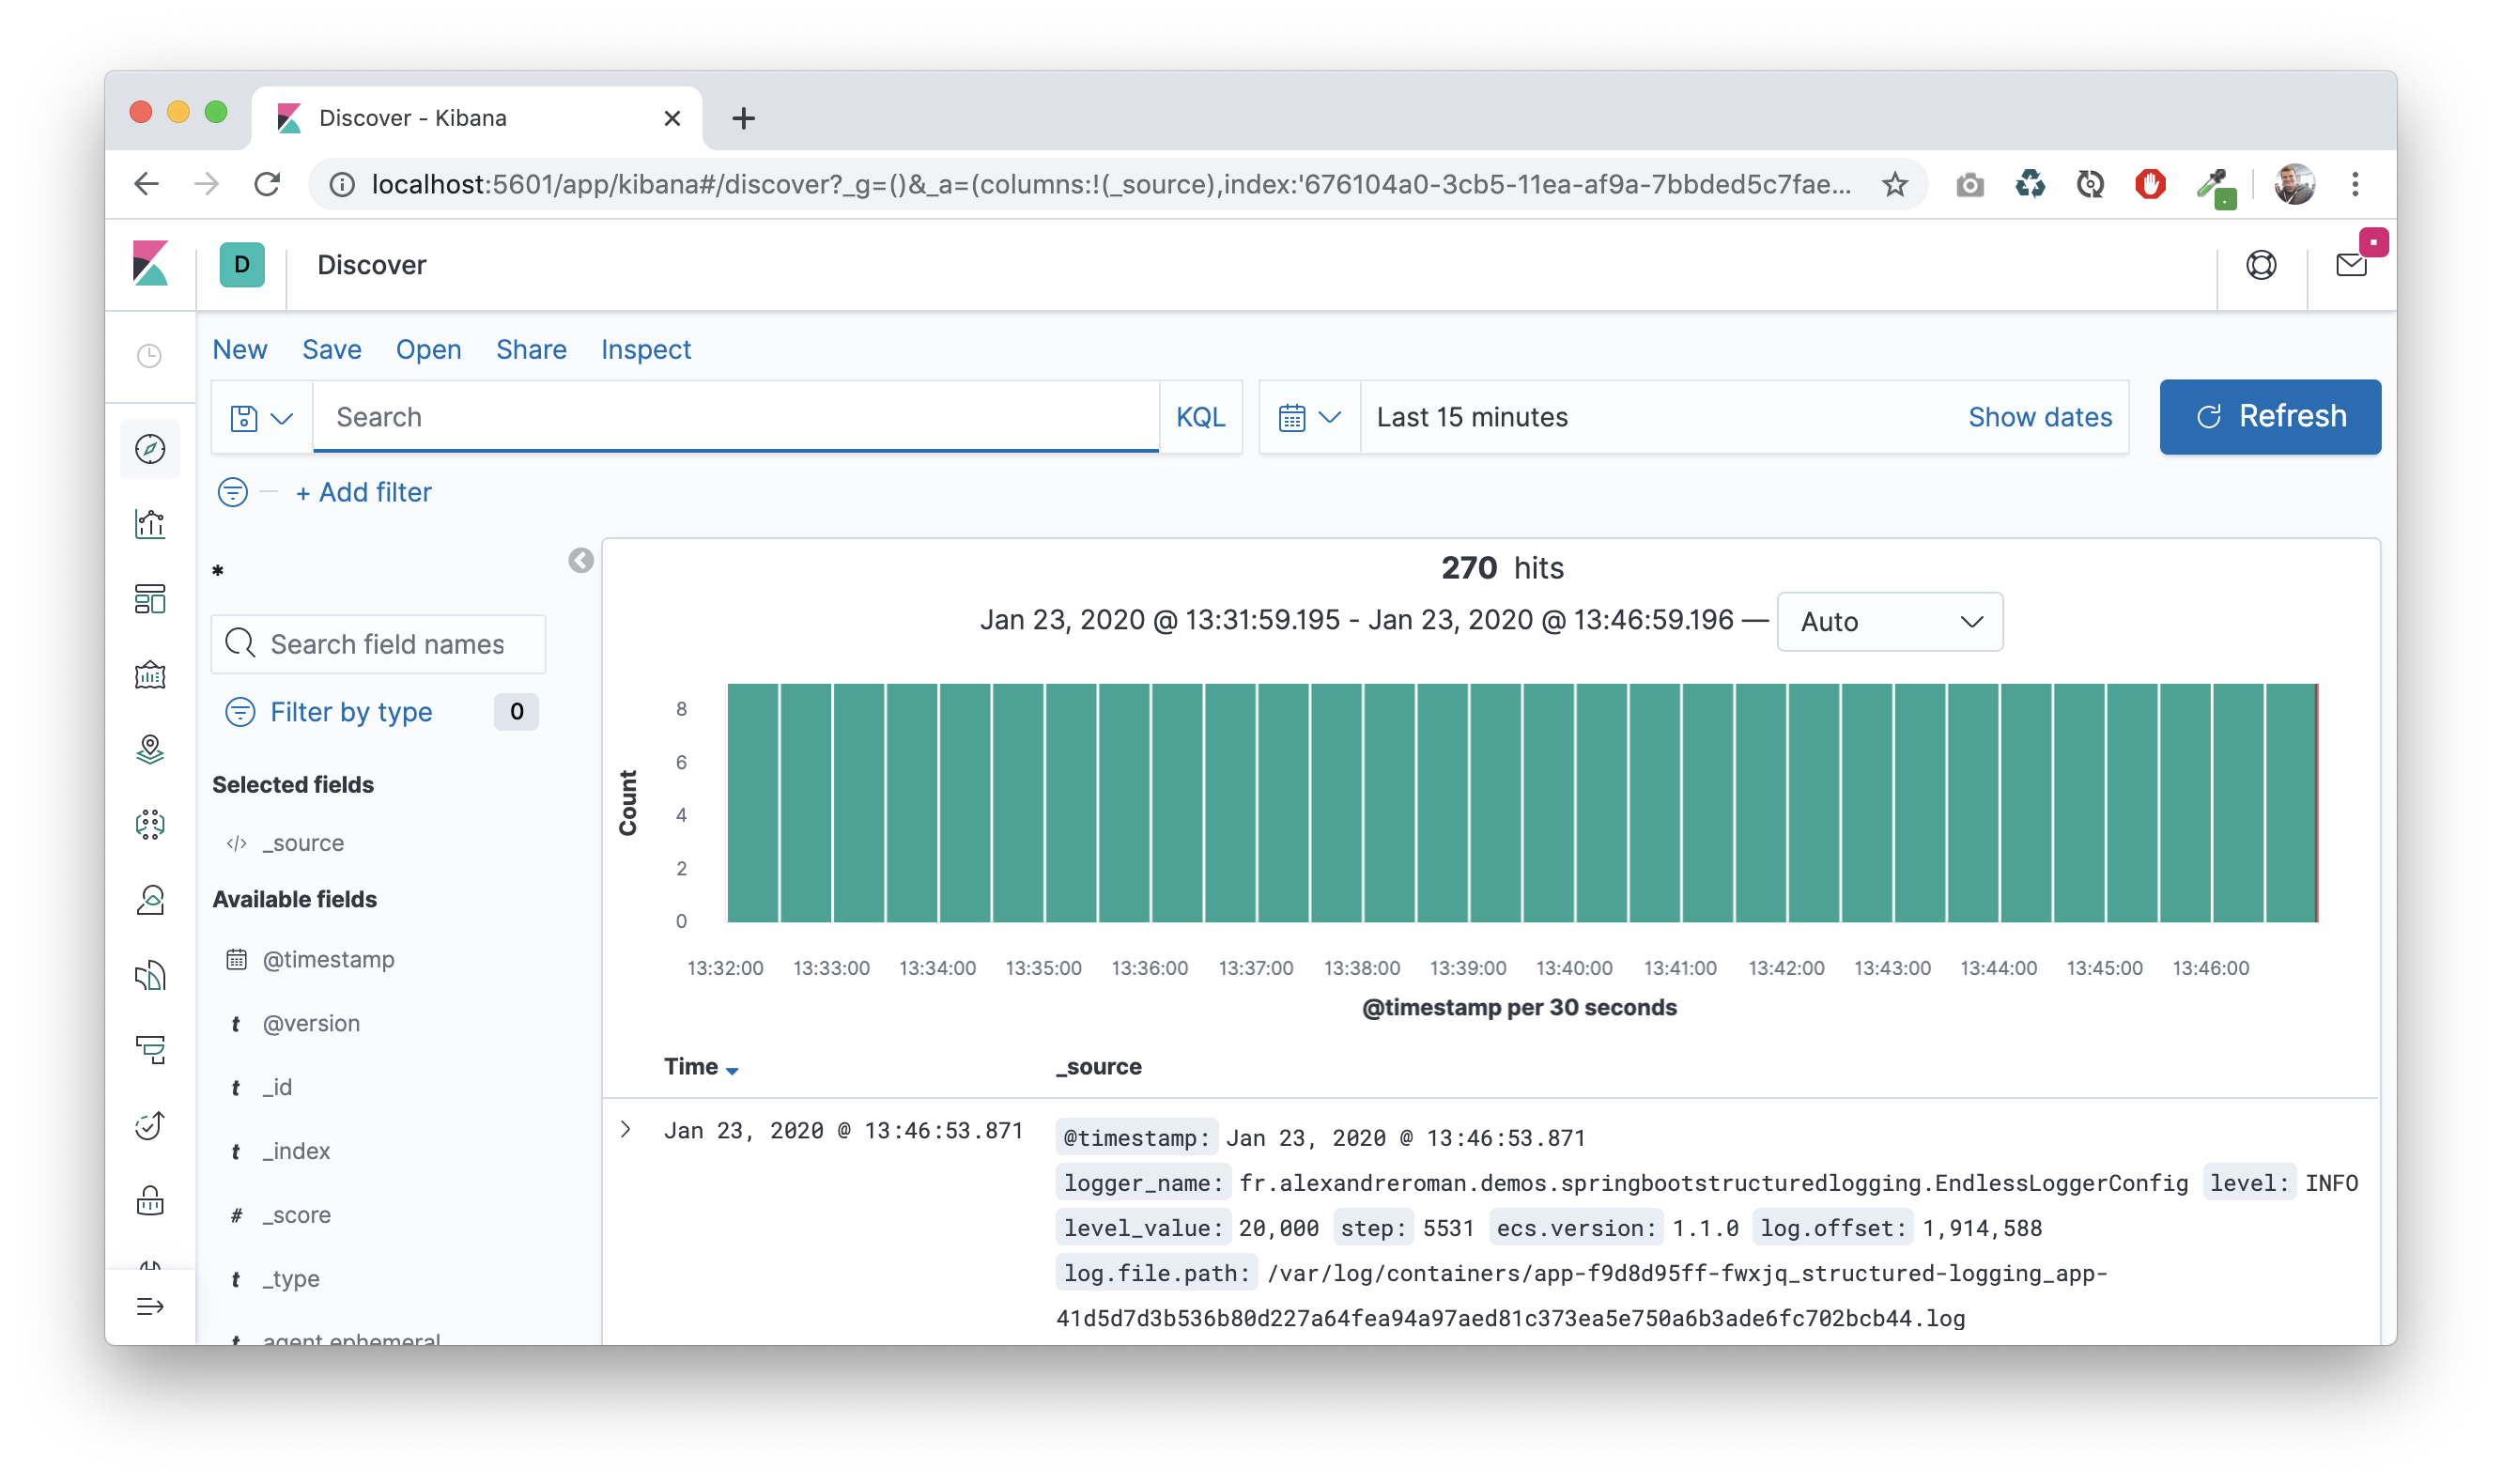 Discover - Kibana
localhost:5601/app/kibana#/discover?_g=()&_a=(columns:!(_source),index:'676104a0-3cb5-11ea-af9a-7bbded5c7fae...
D Discover
New Save Open Share Inspect
Search KQL Last 15 minutes Show dates Refresh
+ Add filter
*
270 hits
Jan 23, 2020 @ 13:31:59.195 - Jan 23, 2020 @ 13:46:59.196 — Auto
Search field names
Filter by type 0
Selected fields
</> _source
Available fields
@timestamp
t @version
t _id
t _index
# _score
t _type
t agent.ephemeral
Count
8
6
4
2
0
13:32:00 13:33:00 13:34:00 13:35:00 13:36:00 13:37:00 13:38:00 13:39:00 13:40:00 13:41:00 13:42:00 13:43:00 13:44:00 13:45:00 13:46:00
@timestamp per 30 seconds
Time _source
Jan 23, 2020 @ 13:46:53.871
@timestamp: Jan 23, 2020 @ 13:46:53.871
logger_name: fr.alexandreroman.demos.springbootstructuredlogging.EndlessLoggerConfig level: INFO
level_value: 20,000 step: 5531 ecs.version: 1.1.0 log.offset: 1,914,588
log.file.path: /var/log/containers/app-f9d8d95ff-fwxjq_structured-logging_app-
41d5d7d3b536b80d227a64fea94a97aed81c373ea5e750a6b3ade6fc702bcb44.log